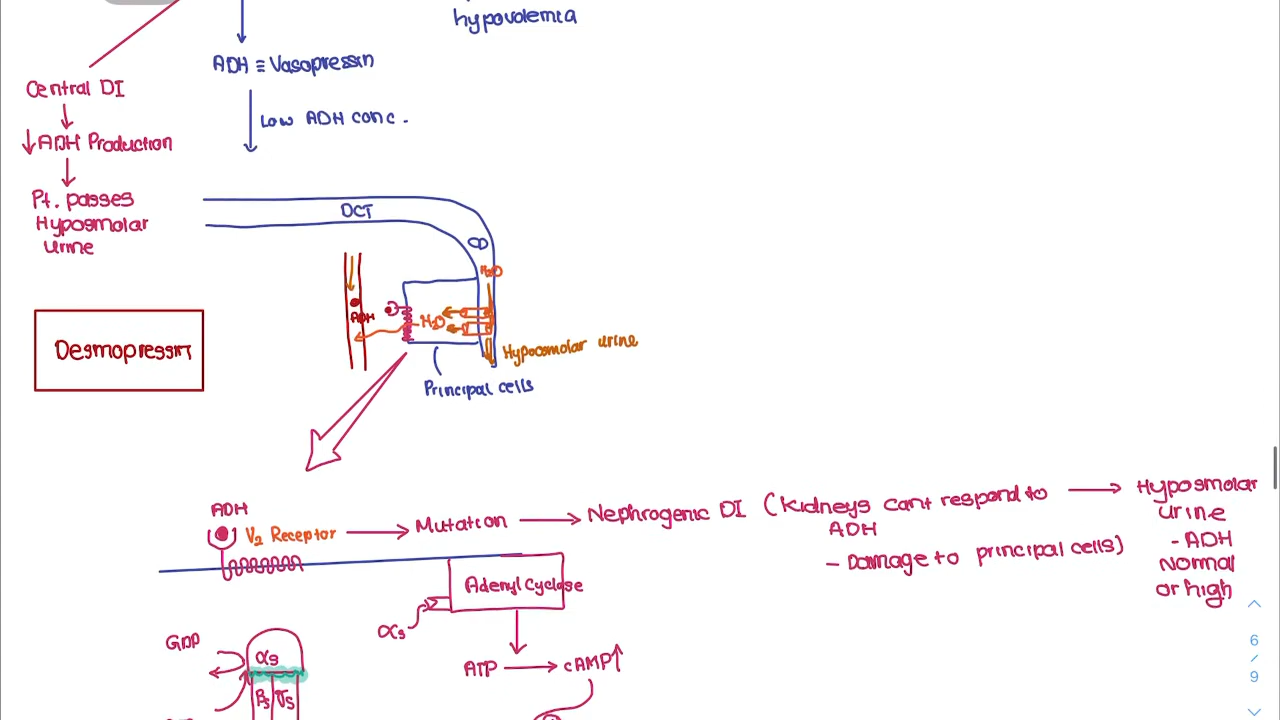 hypovolemia
ADH ≡ Vasopressin
Low ADH conc.
Central DI
↓ADH Production
Pt. passes
Hyposmolar
urine
DCT
H₂O
ADH
H₂O
Hypoosmolar urine
Principal cells
Desmopressin
ADH
V₂ Receptor
Mutation
Nephrogenic DI (Kidneys can't respond to
ADH
- Damage to principal cells)
Hyposmolar
urine
- ADH
Normal
or high
Adenyl Cyclase
αs
GDP
αs
βs
γs
ATP
cAMP↑
6
/
9